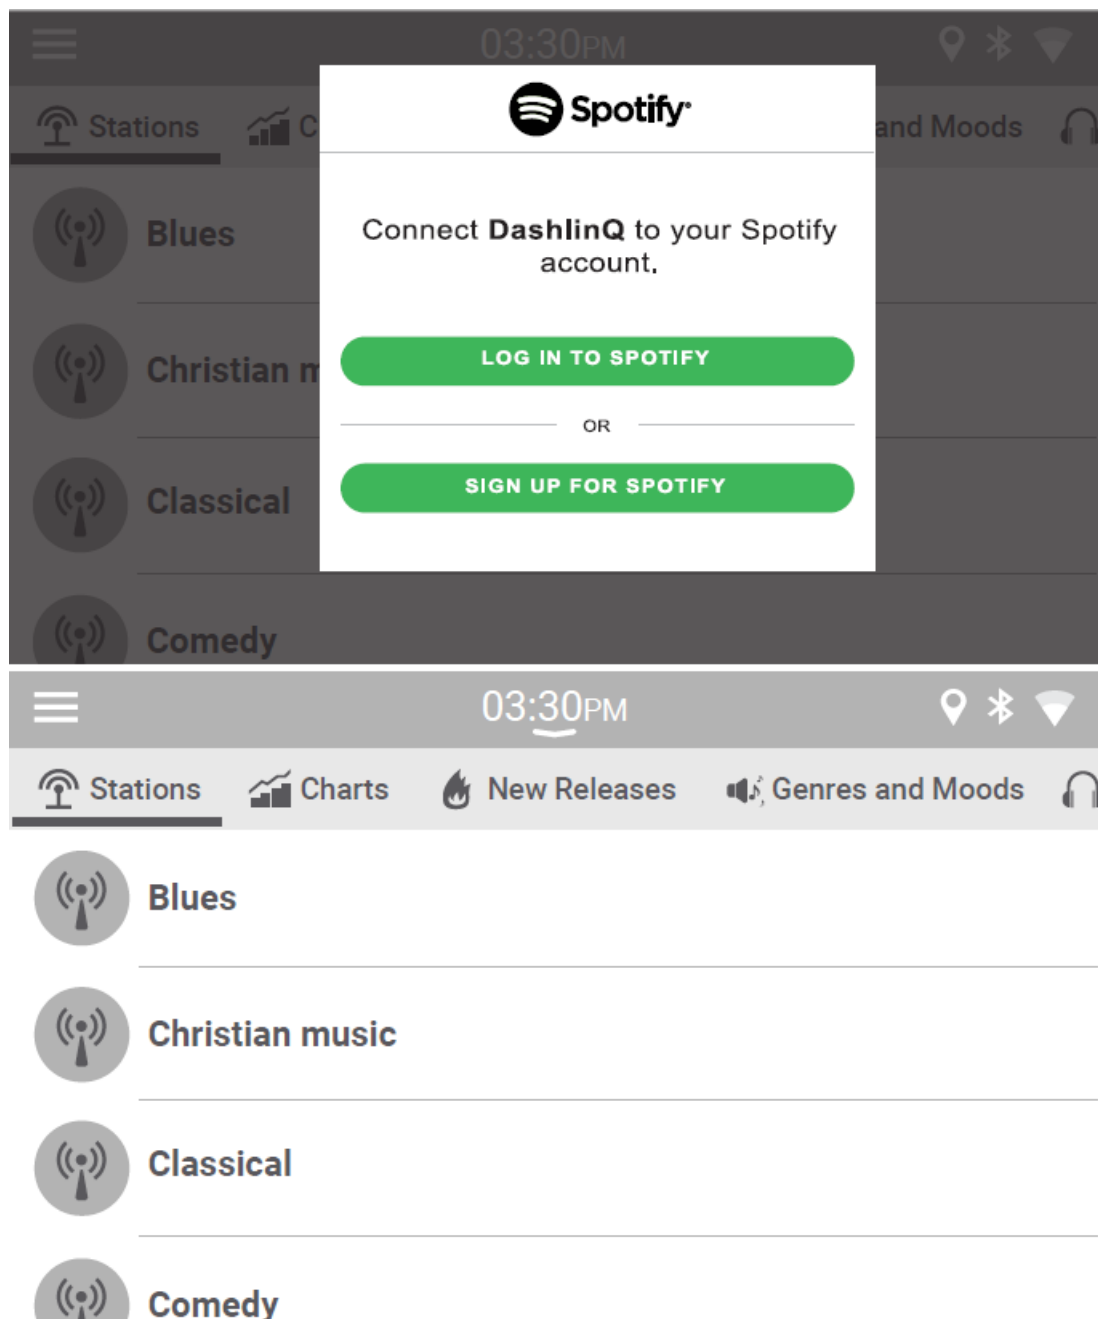 03:30PM
Spotify
Stations
C
and Moods
Connect DashlinQ to your Spotify
account.
Blues
LOG IN TO SPOTIFY
Christian m
OR
SIGN UP FOR SPOTIFY
Classical
Comedy
03:30PM
Stations Charts New Releases Genres and Moods
Blues
Christian music
Classical
Comedy